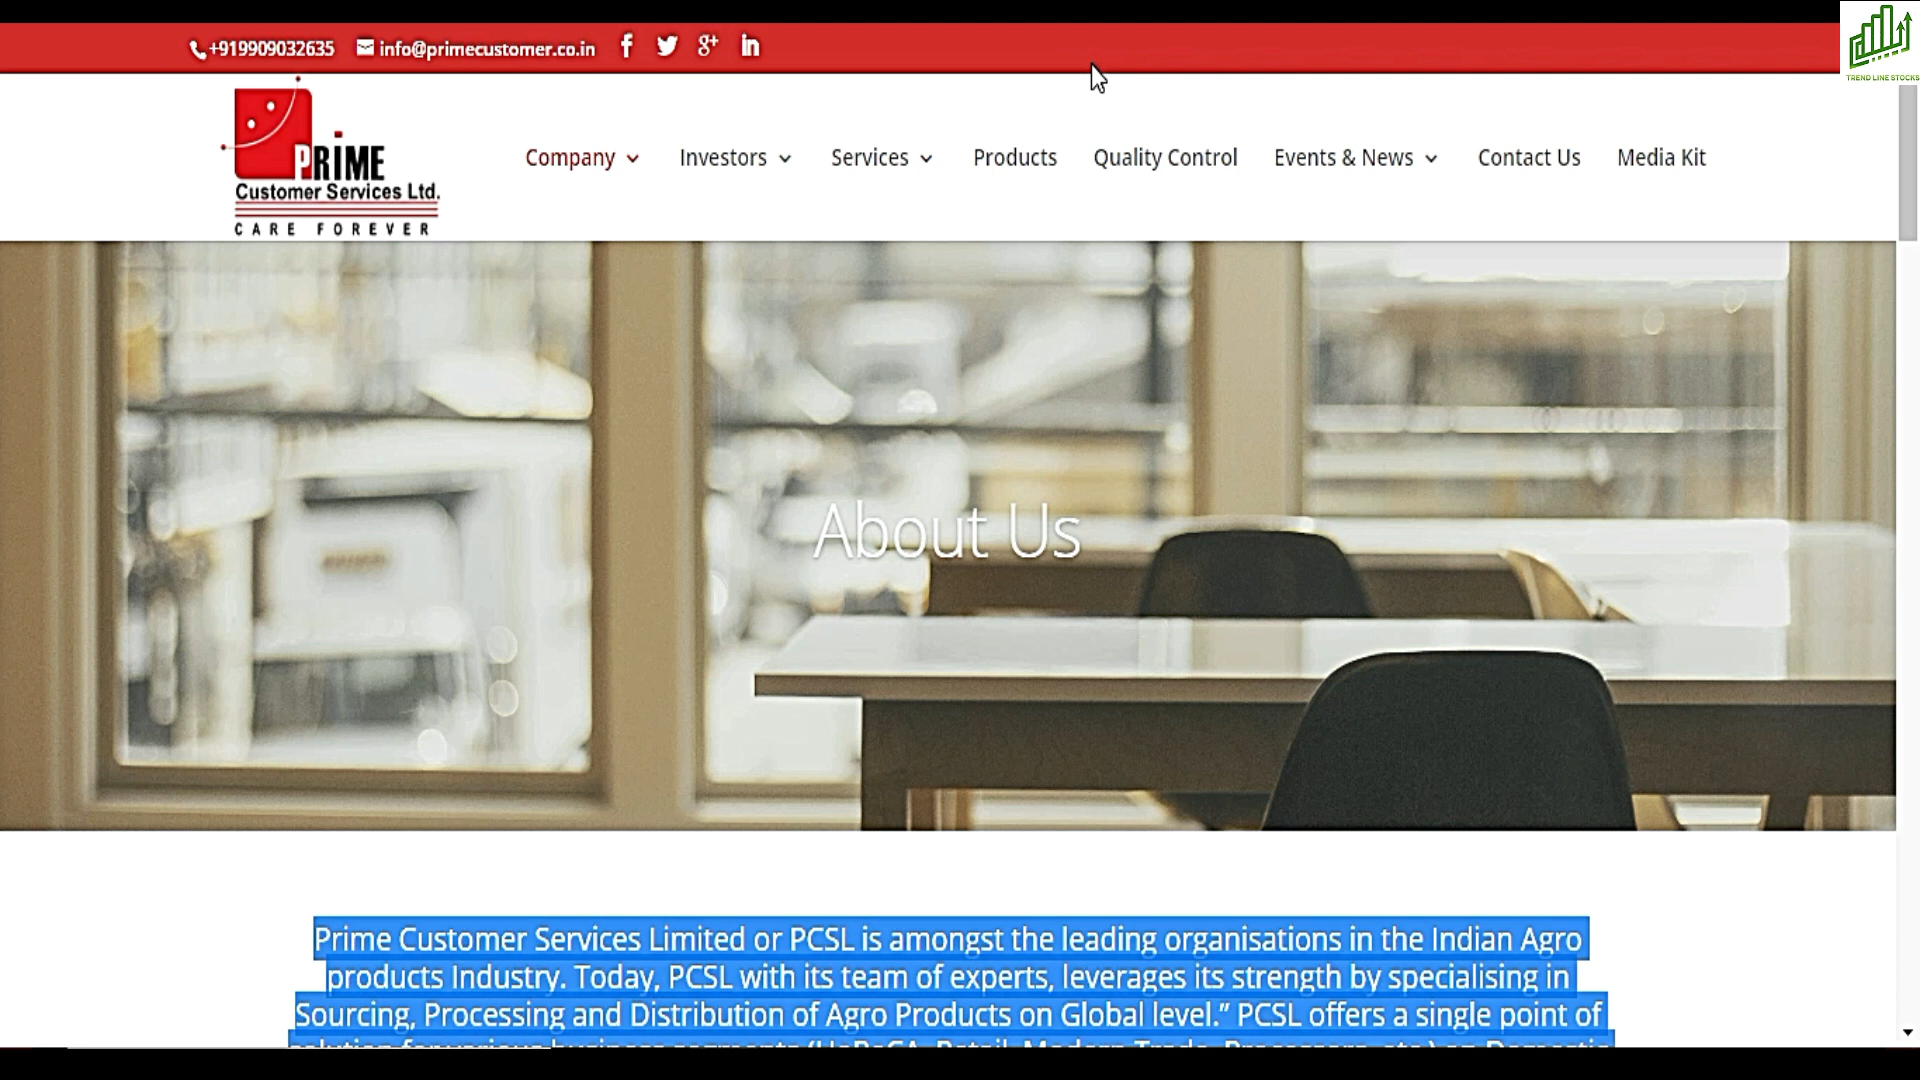 +919909032635 info@primecustomer.co.in
TREND LINE STOCKS
PRIME
Customer Services Ltd.
CARE FOREVER
Company Investors Services Products Quality Control Events & News Contact Us Media Kit
About Us
Prime Customer Services Limited or PCSL is amongst the leading organisations in the Indian Agro
products Industry. Today, PCSL with its team of experts, leverages its strength by specialising in
Sourcing, Processing and Distribution of Agro Products on Global level.” PCSL offers a single point of